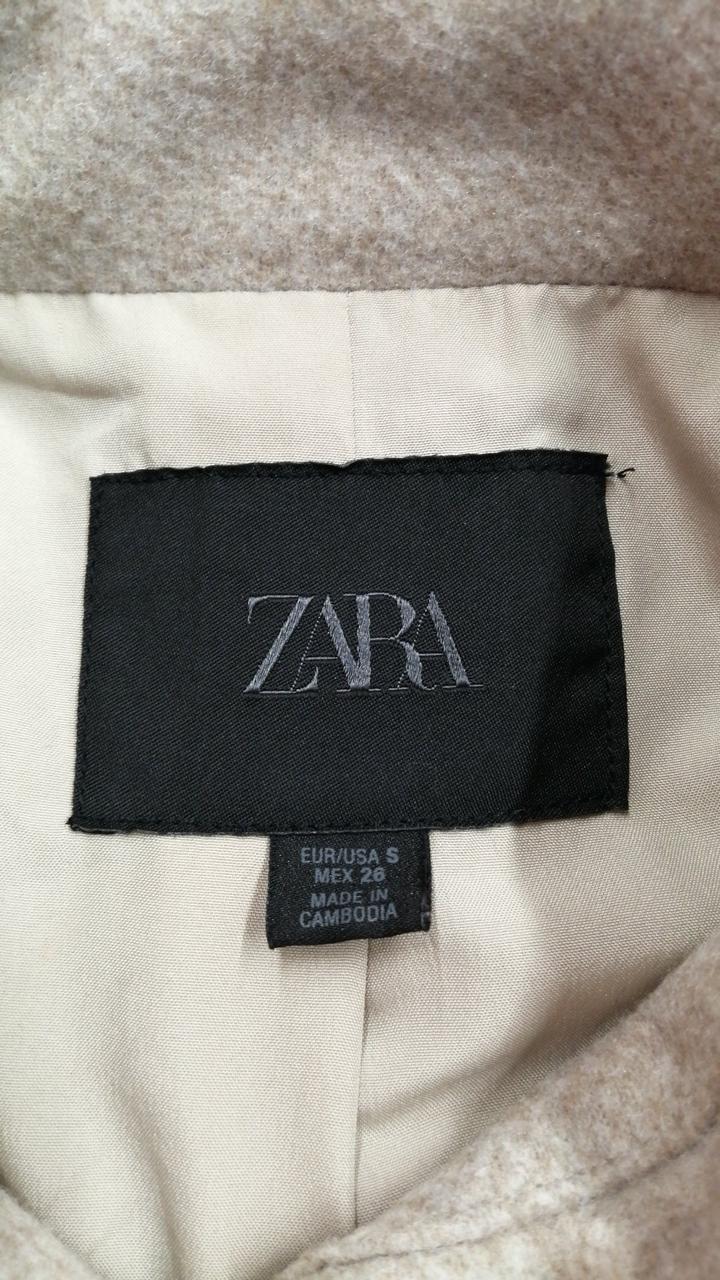 ZARA
EUR/USA S
MEX 26
MADE IN
CAMBODIA